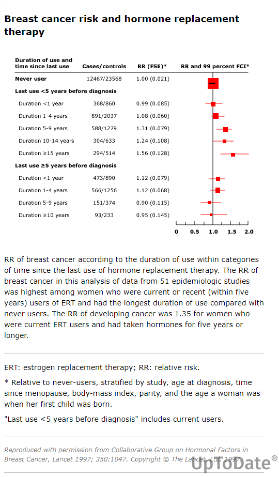 Breast cancer risk and hormone replacement
therapy
Duration of use and
time since last use Cases/controls RR (FSE)* RR and 99 percent FCI*
Never user 12467/23568 1.00 (0.021)
Last use <5 years before diagnosis
Duration <1 year 368/860 0.99 (0.085)
Duration 1-4 years 891/2037 1.08 (0.060)
Duration 5-9 years 588/1279 1.31 (0.079)
Duration 10-14 years 304/633 1.24 (0.108)
Duration ≥15 years 294/514 1.56 (0.128)
Last use ≥5 years before diagnosis
Duration <1 year 473/890 1.12 (0.079)
Duration 1-4 years 566/1256 1.12 (0.068)
Duration 5-9 years 151/374 0.90 (0.115)
Duration ≥10 years 93/233 0.95 (0.145)
0 0.5 1.0 1.5 2.0
RR of breast cancer according to the duration of use within categories
of time since the last use of hormone replacement therapy. The RR of
breast cancer in this analysis of data from 51 epidemiologic studies
was highest among women who were current or recent (within five
years) users of ERT and had the longest duration of use compared with
never users. The RR of developing cancer was 1.35 for women who
were current ERT users and had taken hormones for five years or
longer.
ERT: estrogen replacement therapy; RR: relative risk.
* Relative to never-users, stratified by study, age at diagnosis, time
since menopause, body-mass index, parity, and the age a woman was
when her first child was born.
"Last use <5 years before diagnosis" includes current users.
Reproduced with permission from Collaborative Group on Hormonal Factors in
Breast Cancer, Lancet 1997; 350:1047. Copyright © The Lancet, Ltd 1997.
UpToDate®